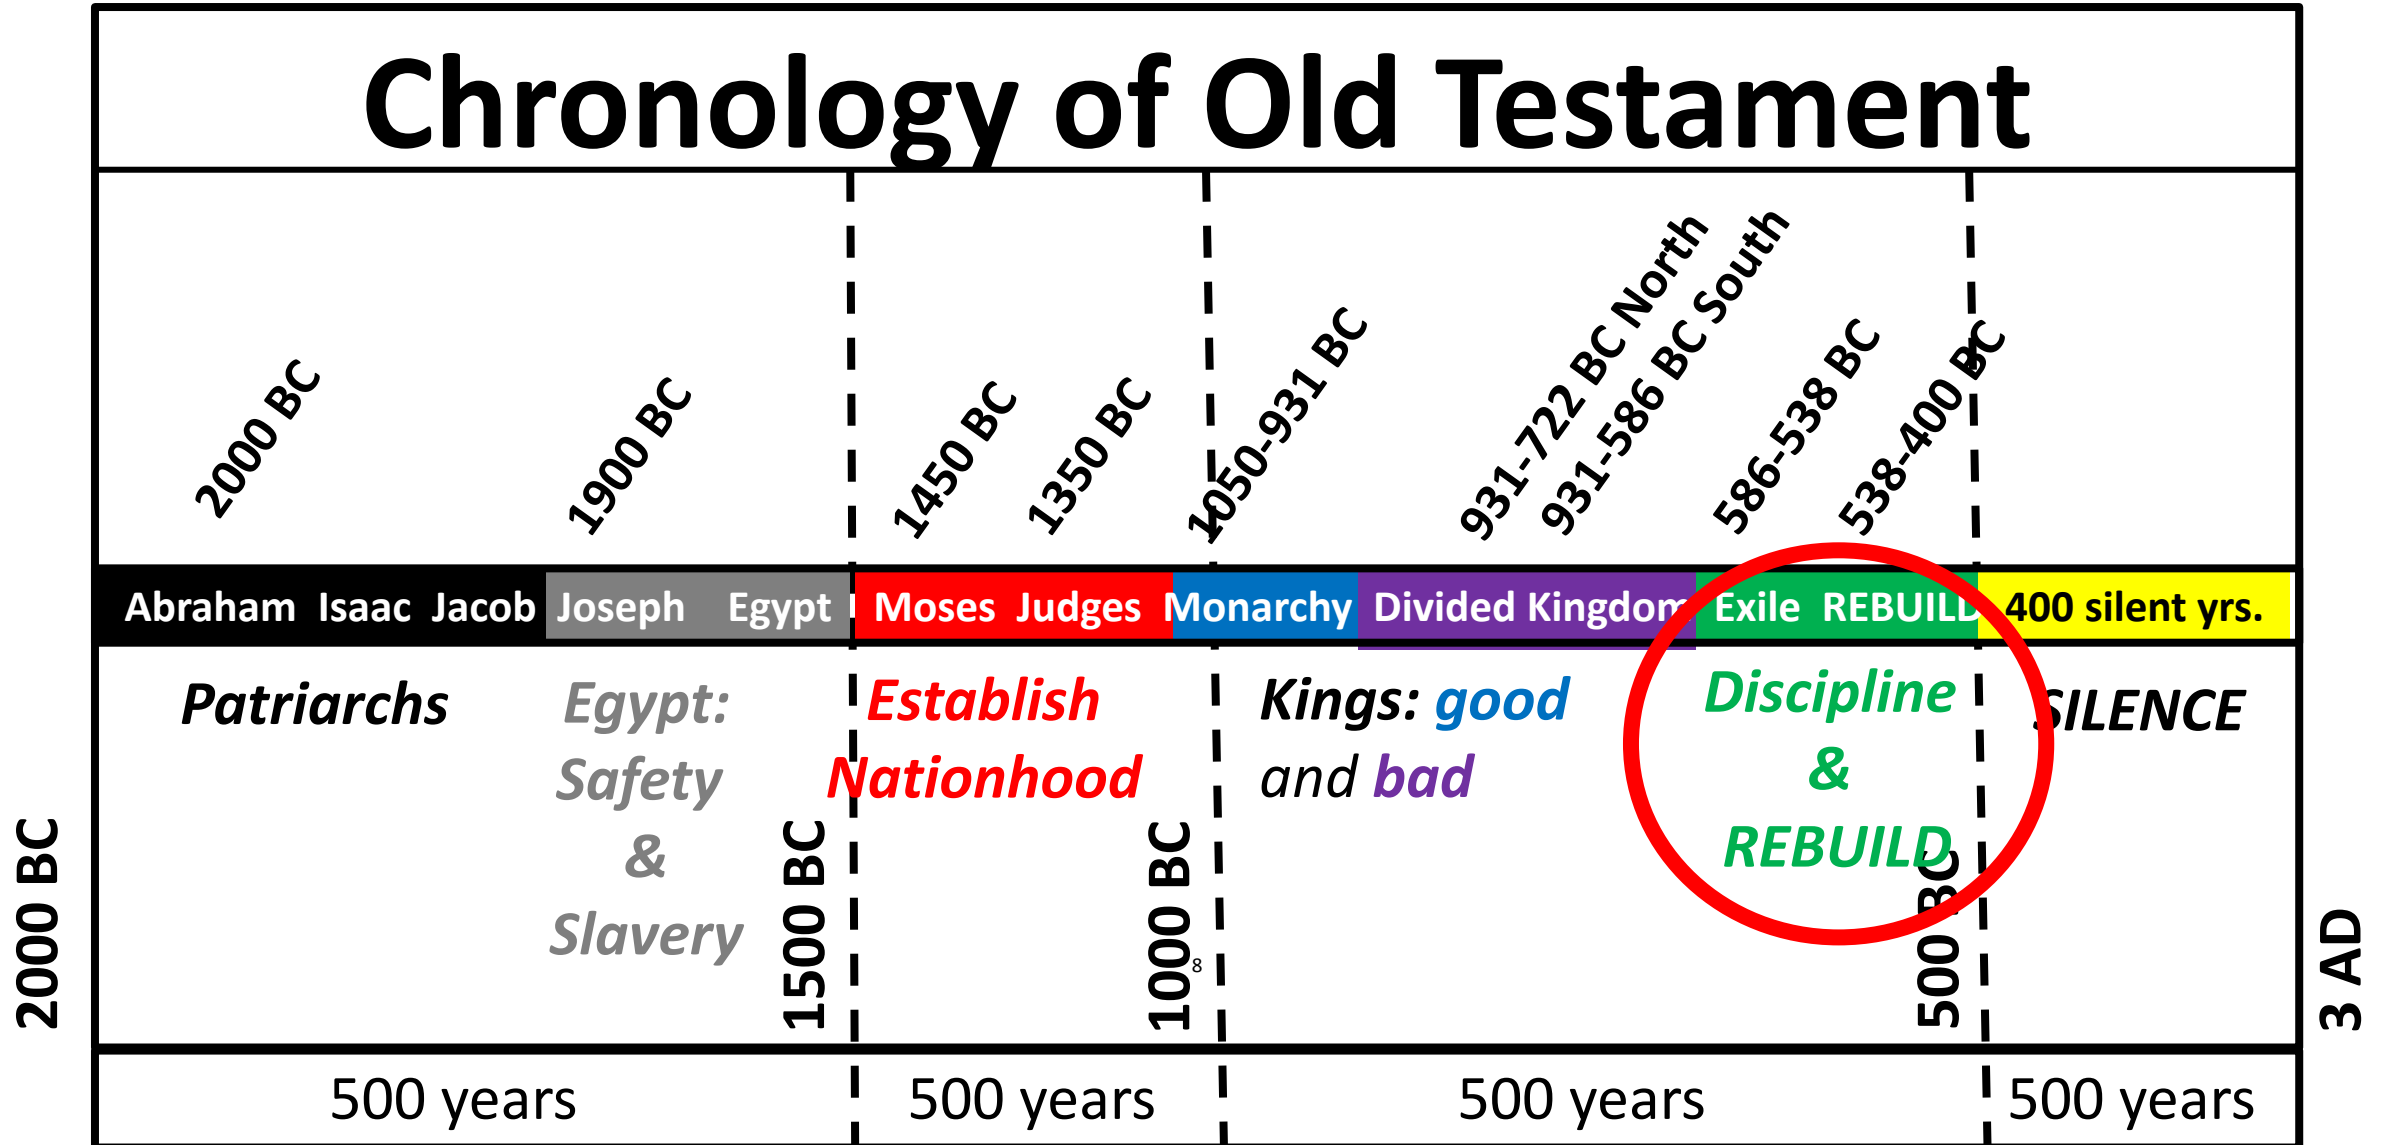 Chronology of Old Testament
2000 BC
1900 BC
1450 BC
1350 BC
1050-931 BC
931-722 BC North
931-586 BC South
586-538 BC
538-400 BC
Abraham Isaac Jacob Joseph Egypt Moses Judges Monarchy Divided Kingdom Exile REBUILD 400 silent yrs.
Patriarchs
Egypt:
Safety
&
Slavery
Establish
Nationhood
Kings: good
and bad
Discipline
&
REBUILD
SILENCE
2000 BC
1500 BC
1000 BC
500 BC
3 AD
8
500 years
500 years
500 years
500 years